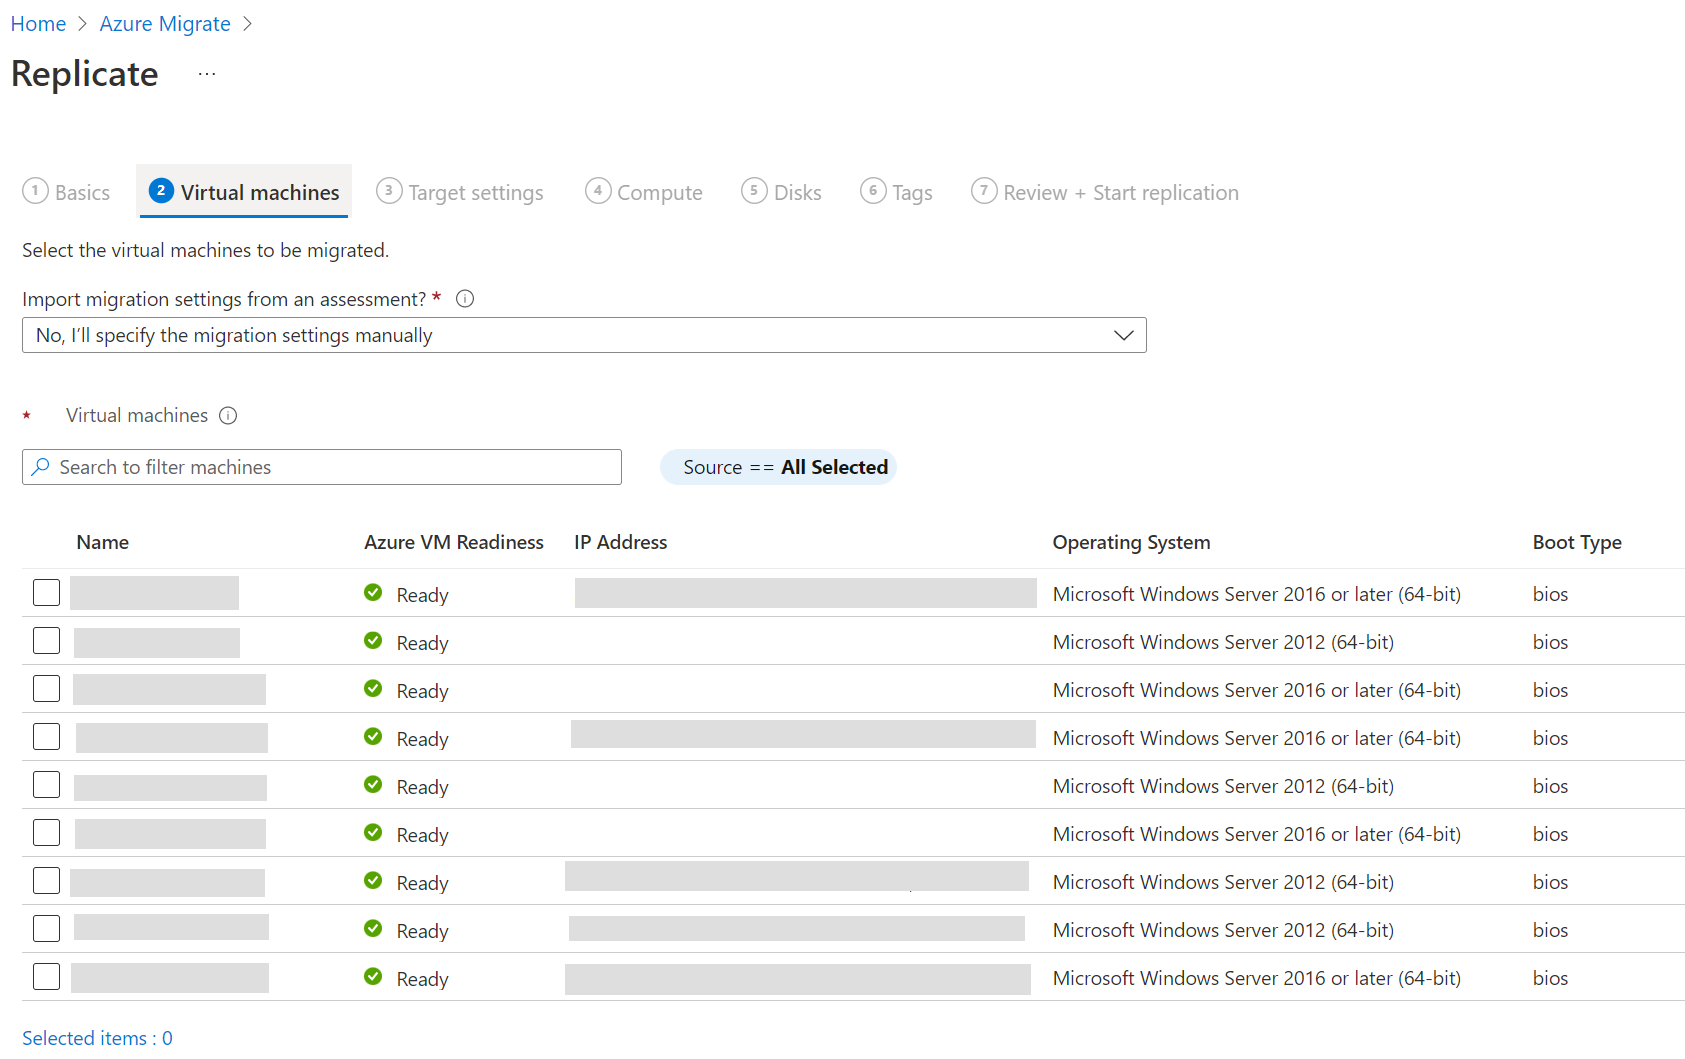 Home > Azure Migrate >
Replicate ...
1 Basics 2 Virtual machines 3 Target settings 4 Compute 5 Disks 6 Tags 7 Review + Start replication
Select the virtual machines to be migrated.
Import migration settings from an assessment? *
No, I'll specify the migration settings manually
* Virtual machines
Search to filter machines Source == All Selected
Name Azure VM Readiness IP Address Operating System Boot Type
Ready Microsoft Windows Server 2016 or later (64-bit) bios
Ready Microsoft Windows Server 2012 (64-bit) bios
Ready Microsoft Windows Server 2016 or later (64-bit) bios
Ready Microsoft Windows Server 2016 or later (64-bit) bios
Ready Microsoft Windows Server 2012 (64-bit) bios
Ready Microsoft Windows Server 2016 or later (64-bit) bios
Ready Microsoft Windows Server 2012 (64-bit) bios
Ready Microsoft Windows Server 2012 (64-bit) bios
Ready Microsoft Windows Server 2016 or later (64-bit) bios
Selected items : 0